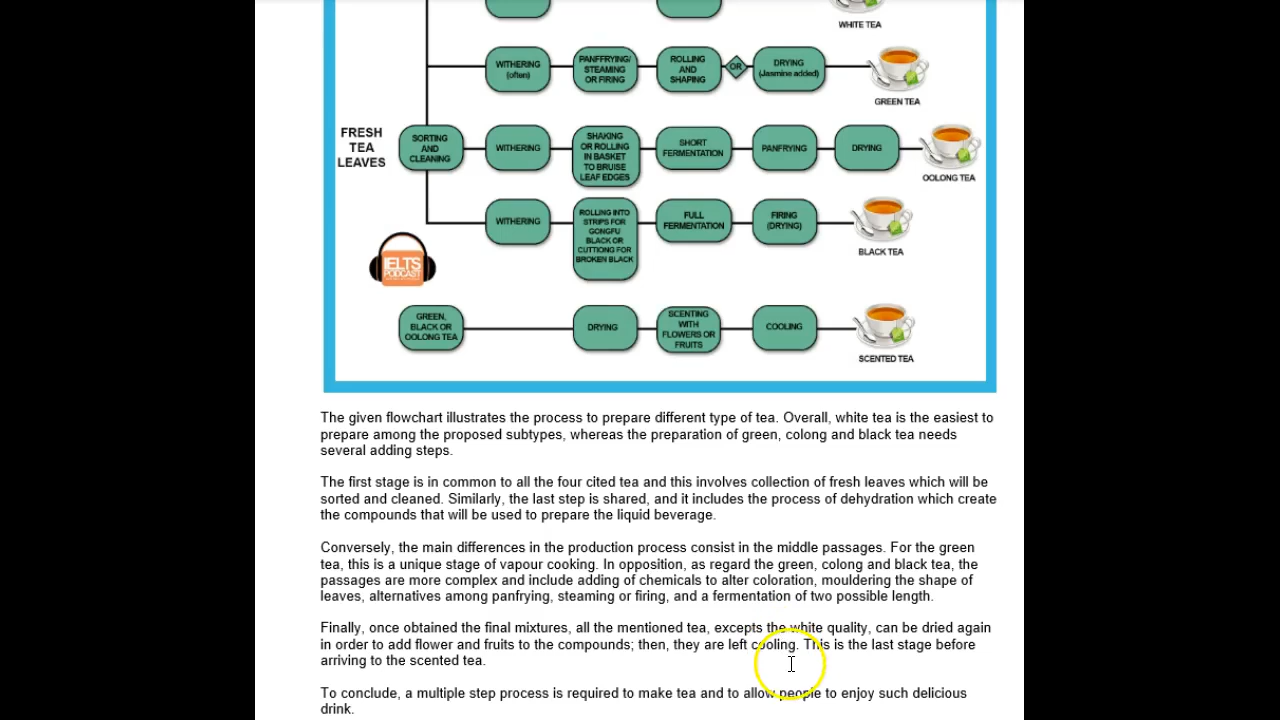 WHITE TEA
WITHERING
(often)
PANFFRYING/
STEAMING
OR FIRING
ROLLING
AND
SHAPING
OR
DRYING
(Jasmine added)
GREEN TEA
FRESH
TEA
LEAVES
SORTING
AND
CLEANING
WITHERING
SHAKING
OR ROLLING
IN BASKET
TO BRUISE
LEAF EDGES
SHORT
FERMENTATION
PANFRYING
DRYING
OOLONG TEA
WITHERING
ROLLING INTO
STRIPS FOR
GONGFU
BLACK OR
CUTTIONG FOR
BROKEN BLACK
FULL
FERMENTATION
FIRING
(DRYING)
BLACK TEA
IELTS
PODCAST
GREEN,
BLACK OR
OOLONG TEA
DRYING
SCENTING
WITH
FLOWERS OR
FRUITS
COOLING
SCENTED TEA
The given flowchart illustrates the process to prepare different type of tea. Overall, white tea is the easiest to
prepare among the proposed subtypes, whereas the preparation of green, colong and black tea needs
several adding steps.
The first stage is in common to all the four cited tea and this involves collection of fresh leaves which will be
sorted and cleaned. Similarly, the last step is shared, and it includes the process of dehydration which create
the compounds that will be used to prepare the liquid beverage.
Conversely, the main differences in the production process consist in the middle passages. For the green
tea, this is a unique stage of vapour cooking. In opposition, as regard the green, colong and black tea, the
passages are more complex and include adding of chemicals to alter coloration, mouldering the shape of
leaves, alternatives among panfrying, steaming or firing, and a fermentation of two possible length.
Finally, once obtained the final mixtures, all the mentioned tea, excepts the white quality, can be dried again
in order to add flower and fruits to the compounds; then, they are left cooling. This is the last stage before
arriving to the scented tea.
To conclude, a multiple step process is required to make tea and to allow people to enjoy such delicious
drink.